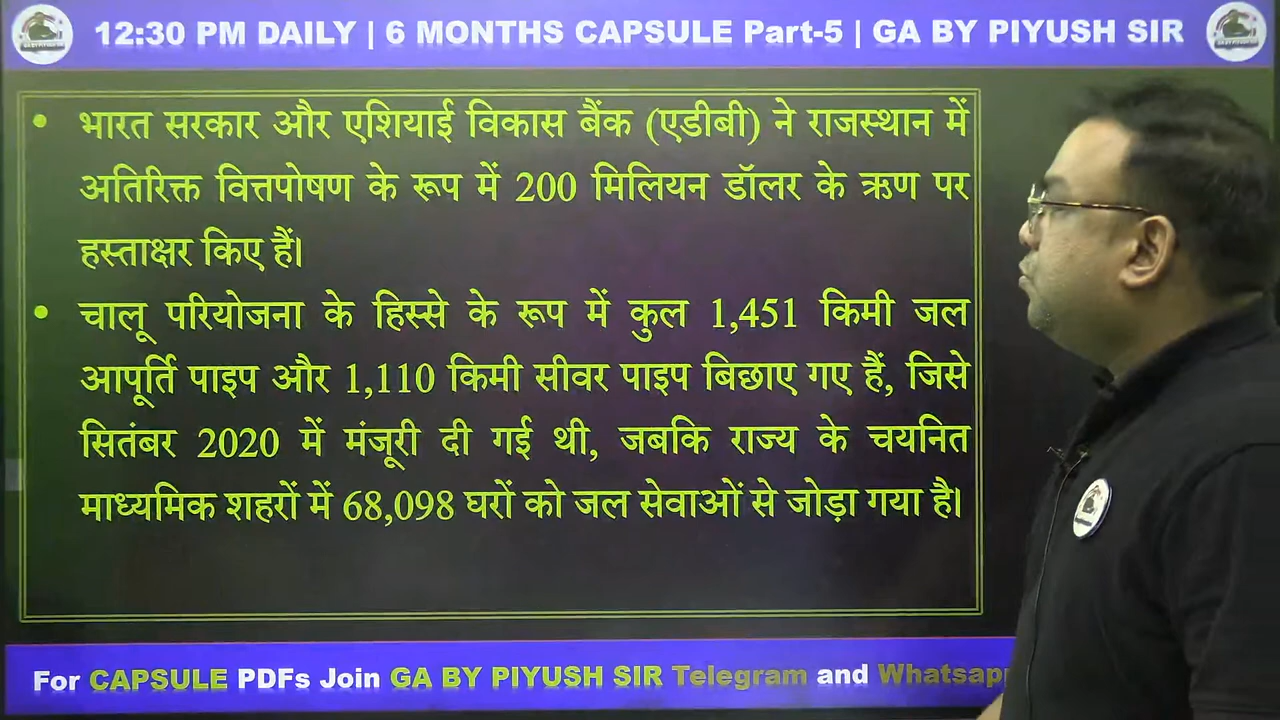 12:30 PM DAILY | 6 MONTHS CAPSULE Part-5 | GA BY PIYUSH SIR
• भारत सरकार और एशियाई विकास बैंक (एडीबी) ने राजस्थान में
अतिरिक्त वित्तपोषण के रूप में 200 मिलियन डॉलर के ऋण पर
हस्ताक्षर किए हैं।
• चालू परियोजना के हिस्से के रूप में कुल 1,451 किमी जल
आपूर्ति पाइप और 1,110 किमी सीवर पाइप बिछाए गए हैं, जिसे
सितंबर 2020 में मंजूरी दी गई थी, जबकि राज्य के चयनित
माध्यमिक शहरों में 68,098 घरों को जल सेवाओं से जोड़ा गया है।
For CAPSULE PDFs Join GA BY PIYUSH SIR Telegram and Whatsap